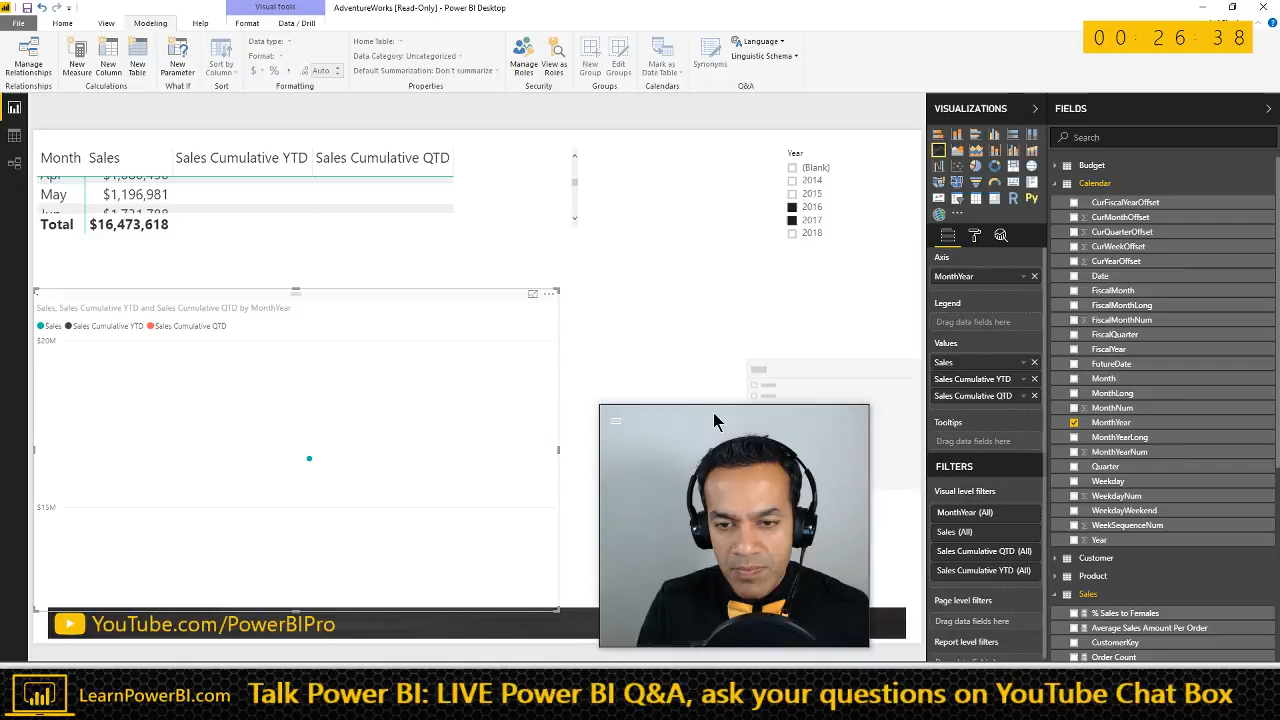 Visual tools
AdventureWorks [Read-Only] - Power BI Desktop
File
Home
View
Modeling
Help
Format
Data / Drill
00:26:38
Manage Relationships
New Measure
New Column
New Table
New Parameter
Sort by Column
Data type:
Format:
$ % , Auto
Home Table:
Data Category: Uncategorized
Default Summarization: Don't summarize
Manage Roles
View as Roles
New Group
Edit Groups
Mark as Date Table
Synonyms
Language
Linguistic Schema
Relationships
Calculations
What If
Sort
Formatting
Properties
Security
Groups
Calendars
Q&A
Month Sales Sales Cumulative YTD Sales Cumulative QTD
May $1,196,981
Total $16,473,618
Year
(Blank)
2014
2015
2016
2017
2018
Sales, Sales Cumulative YTD and Sales Cumulative QTD by MonthYear
Sales Sales Cumulative YTD Sales Cumulative QTD
$20M
$15M
YouTube.com/PowerBIPro
VISUALIZATIONS
R Py
Axis
MonthYear
Legend
Drag data fields here
Values
Sales
Sales Cumulative YTD
Sales Cumulative QTD
Tooltips
Drag data fields here
FILTERS
Visual level filters
MonthYear (All)
Sales (All)
Sales Cumulative QTD (All)
Sales Cumulative YTD (All)
Page level filters
Drag data fields here
Report level filters
FIELDS
Search
Budget
Calendar
CurFiscalYearOffset
CurMonthOffset
CurQuarterOffset
CurWeekOffset
CurYearOffset
Date
FiscalMonth
FiscalMonthLong
FiscalMonthNum
FiscalQuarter
FiscalYear
FutureDate
Month
MonthLong
MonthNum
MonthYear
MonthYearLong
MonthYearNum
Quarter
Weekday
WeekdayNum
WeekdayWeekend
WeekSequenceNum
Year
Customer
Product
Sales
% Sales to Females
Average Sales Amount Per Order
CustomerKey
Order Count
LearnPowerBI.com
Talk Power BI: LIVE Power BI Q&A, ask your questions on YouTube Chat Box